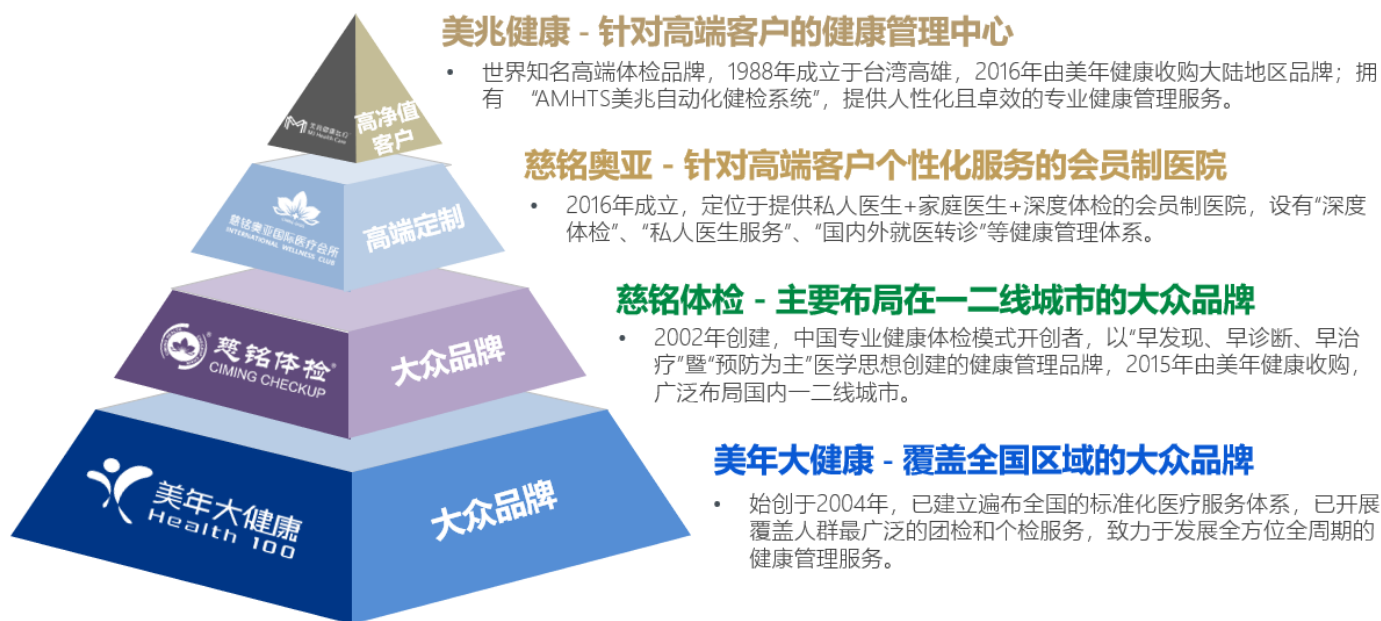 美兆健康 - 针对高端客户的健康管理中心
• 世界知名高端体检品牌，1988年成立于台湾高雄，2016年由美年健康收购大陆地区品牌；拥
有 “AMHTS美兆自动化健检系统”，提供人性化且卓效的专业健康管理服务。
高净值
客户
慈铭奥亚 - 针对高端客户个性化服务的会员制医院
• 2016年成立，定位于提供私人医生+家庭医生+深度体检的会员制医院，设有“深度
体检”、“私人医生服务”、“国内外就医转诊”等健康管理体系。
慈铭奥亚国际医疗会所
INTERNATIONAL WELLNESS CLUB
高端定制
慈铭体检 - 主要布局在一二线城市的大众品牌
• 2002年创建，中国专业健康体检模式开创者，以“早发现、早诊断、早治
疗”暨“预防为主”医学思想创建的健康管理品牌，2015年由美年健康收购，
广泛布局国内一二线城市。
慈铭体检®
CIMING CHECKUP
大众品牌
美年大健康 - 覆盖全国区域的大众品牌
• 始创于2004年，已建立遍布全国的标准化医疗服务体系，已开展
覆盖人群最广泛的团检和个检服务，致力于发展全方位全周期的
健康管理服务。
美年大健康
Health 100
大众品牌